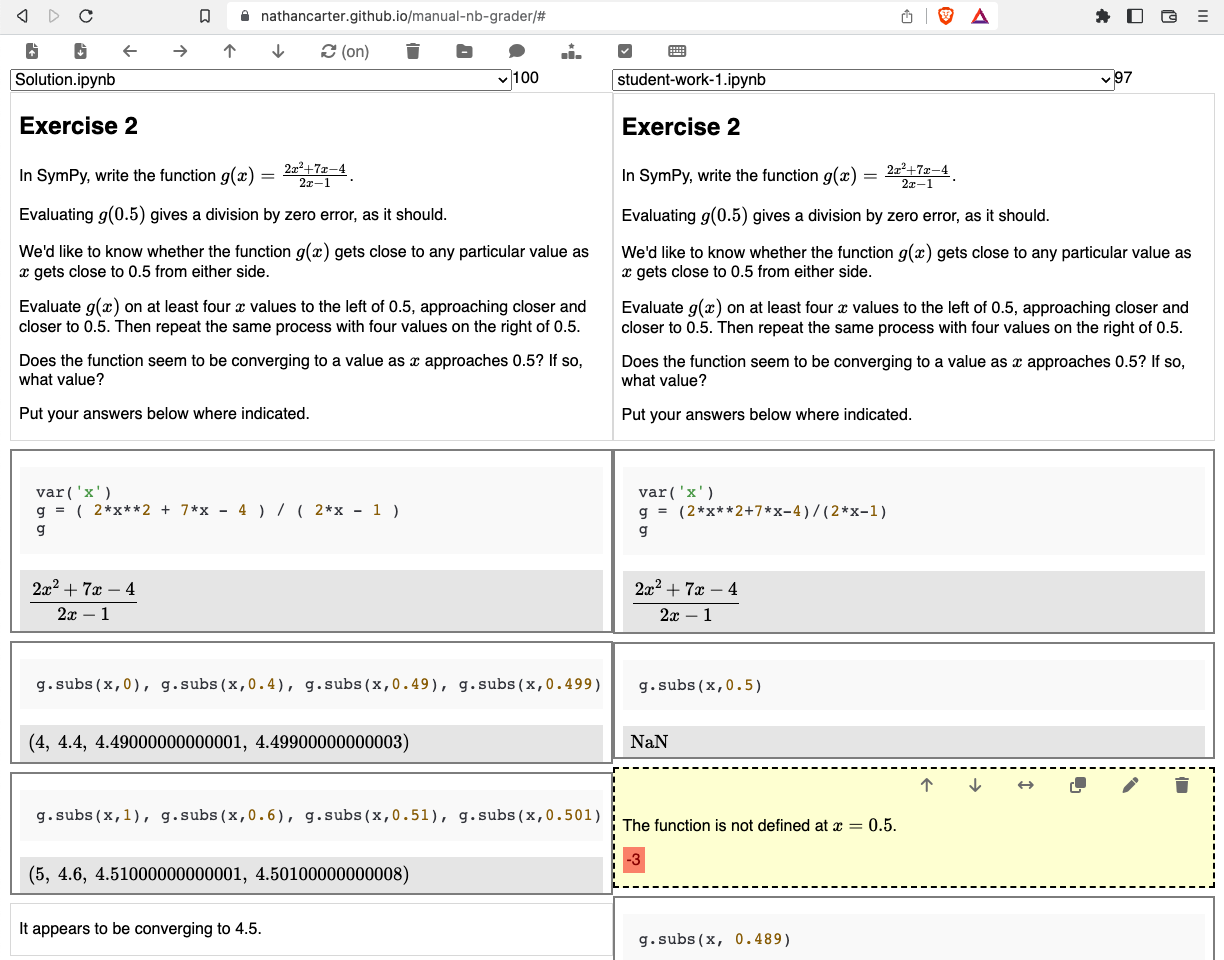 nathancarter.github.io/manual-nb-grader/#
(on)
Solution.ipynb 100
student-work-1.ipynb 97
Exercise 2
In SymPy, write the function g(x) = (2x²+7x−4)/(2x−1).
Evaluating g(0.5) gives a division by zero error, as it should.
We'd like to know whether the function g(x) gets close to any particular value as
x gets close to 0.5 from either side.
Evaluate g(x) on at least four x values to the left of 0.5, approaching closer and
closer to 0.5. Then repeat the same process with four values on the right of 0.5.
Does the function seem to be converging to a value as x approaches 0.5? If so,
what value?
Put your answers below where indicated.
var('x')
g = ( 2*x**2 + 7*x - 4 ) / ( 2*x - 1 )
g
2x² + 7x − 4
2x − 1
g.subs(x,0), g.subs(x,0.4), g.subs(x,0.49), g.subs(x,0.499)
(4, 4.4, 4.49000000000001, 4.49900000000003)
g.subs(x,1), g.subs(x,0.6), g.subs(x,0.51), g.subs(x,0.501)
(5, 4.6, 4.51000000000001, 4.50100000000008)
It appears to be converging to 4.5.
Exercise 2
In SymPy, write the function g(x) = (2x²+7x−4)/(2x−1).
Evaluating g(0.5) gives a division by zero error, as it should.
We'd like to know whether the function g(x) gets close to any particular value as
x gets close to 0.5 from either side.
Evaluate g(x) on at least four x values to the left of 0.5, approaching closer and
closer to 0.5. Then repeat the same process with four values on the right of 0.5.
Does the function seem to be converging to a value as x approaches 0.5? If so,
what value?
Put your answers below where indicated.
var('x')
g = (2*x**2+7*x-4)/(2*x-1)
g
2x² + 7x − 4
2x − 1
g.subs(x,0.5)
NaN
The function is not defined at x = 0.5.
-3
g.subs(x, 0.489)